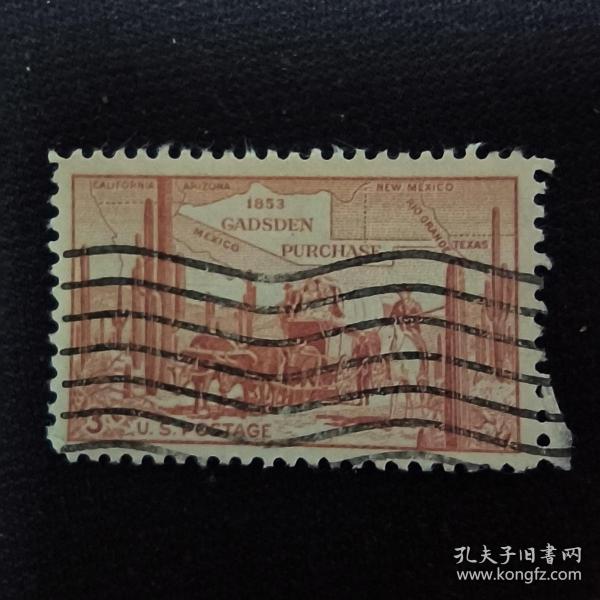 CALIFORNIA ARIZONA NEW MEXICO
1853
GADSDEN
PURCHASE
MEXICO
RIO GRANDE
TEXAS
3¢ U.S. POSTAGE
孔夫子旧書网
www.kongfz.com